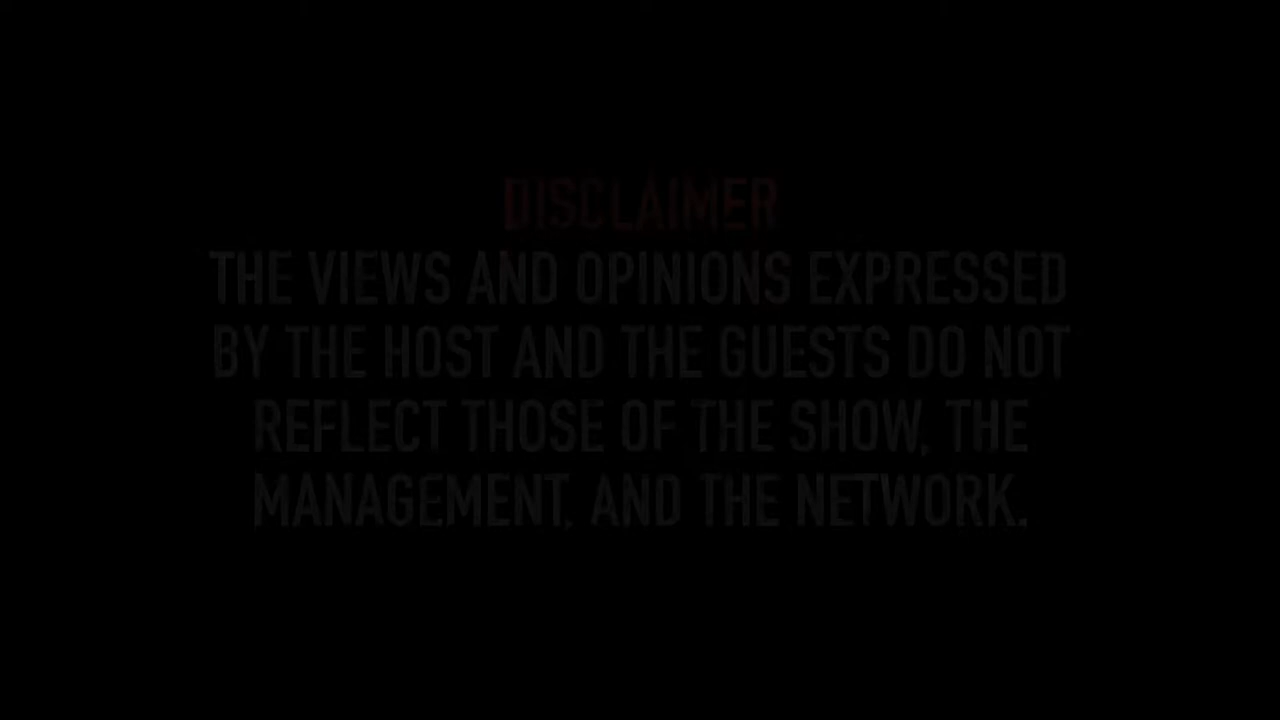 DISCLAIMER
THE VIEWS AND OPINIONS EXPRESSED
BY THE HOST AND THE GUESTS DO NOT
REFLECT THOSE OF THE SHOW, THE
MANAGEMENT, AND THE NETWORK.